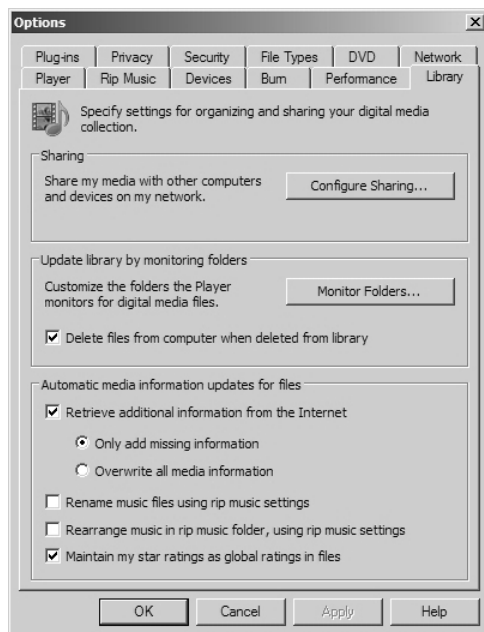 Options
Plug-ins Privacy Security File Types DVD Network
Player Rip Music Devices Burn Performance Library
Specify settings for organizing and sharing your digital media
collection.
Sharing
Share my media with other computers
and devices on my network.
Configure Sharing...
Update library by monitoring folders
Customize the folders the Player
monitors for digital media files.
Monitor Folders...
Delete files from computer when deleted from library
Automatic media information updates for files
Retrieve additional information from the Internet
Only add missing information
Overwrite all media information
Rename music files using rip music settings
Rearrange music in rip music folder, using rip music settings
Maintain my star ratings as global ratings in files
OK Cancel Apply Help